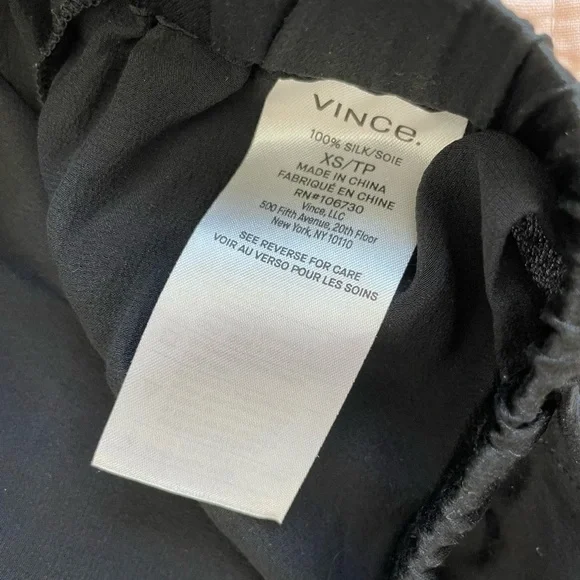 VINCe.
100% SILK/SOIE
XS/TP
MADE IN CHINA
FABRIQUÉ EN CHINE
RN#106730
Vince, LLC
500 Fifth Avenue, 20th Floor
New York, NY 10110
SEE REVERSE FOR CARE
VOIR AU VERSO POUR LES SOINS